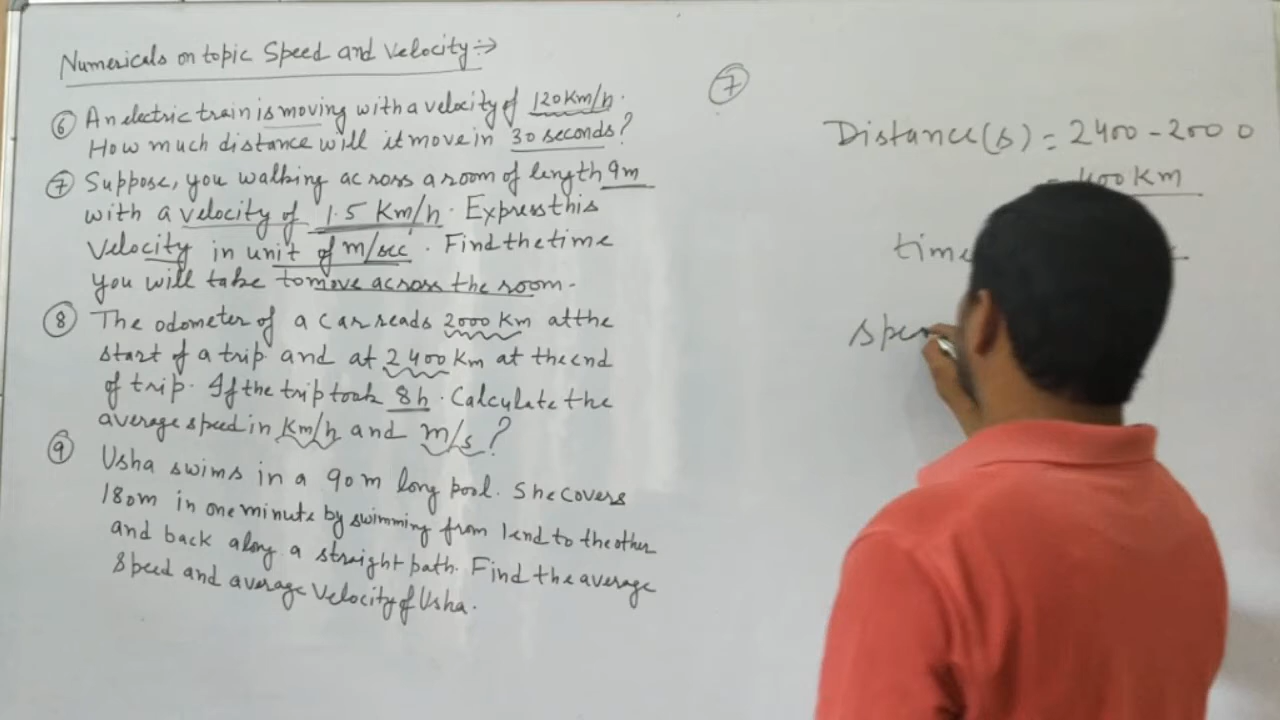 Numericals on topic Speed and Velocity :→
⑥ An electric train is moving with a velocity of 120 Km/h.
How much distance will it move in 30 seconds?
⑦ Suppose, you walking across a room of length 9m
with a velocity of 1.5 Km/h. Express this
Velocity in unit of m/sec. Find the time
you will take to move across the room.
⑧ The odometer of a car reads 2000 Km at the
start of a trip and at 2400 Km at the end
of trip. If the trip took 8h. Calculate the
average speed in Km/h and m/s?
⑨ Usha swims in a 90 m long pool. She covers
180m in one minute by swimming from 1 end to the other
and back along a straight path. Find the average
Speed and average Velocity of Usha.
⑦
Distance(s) = 2400 - 2000
= 400 Km
time
spe